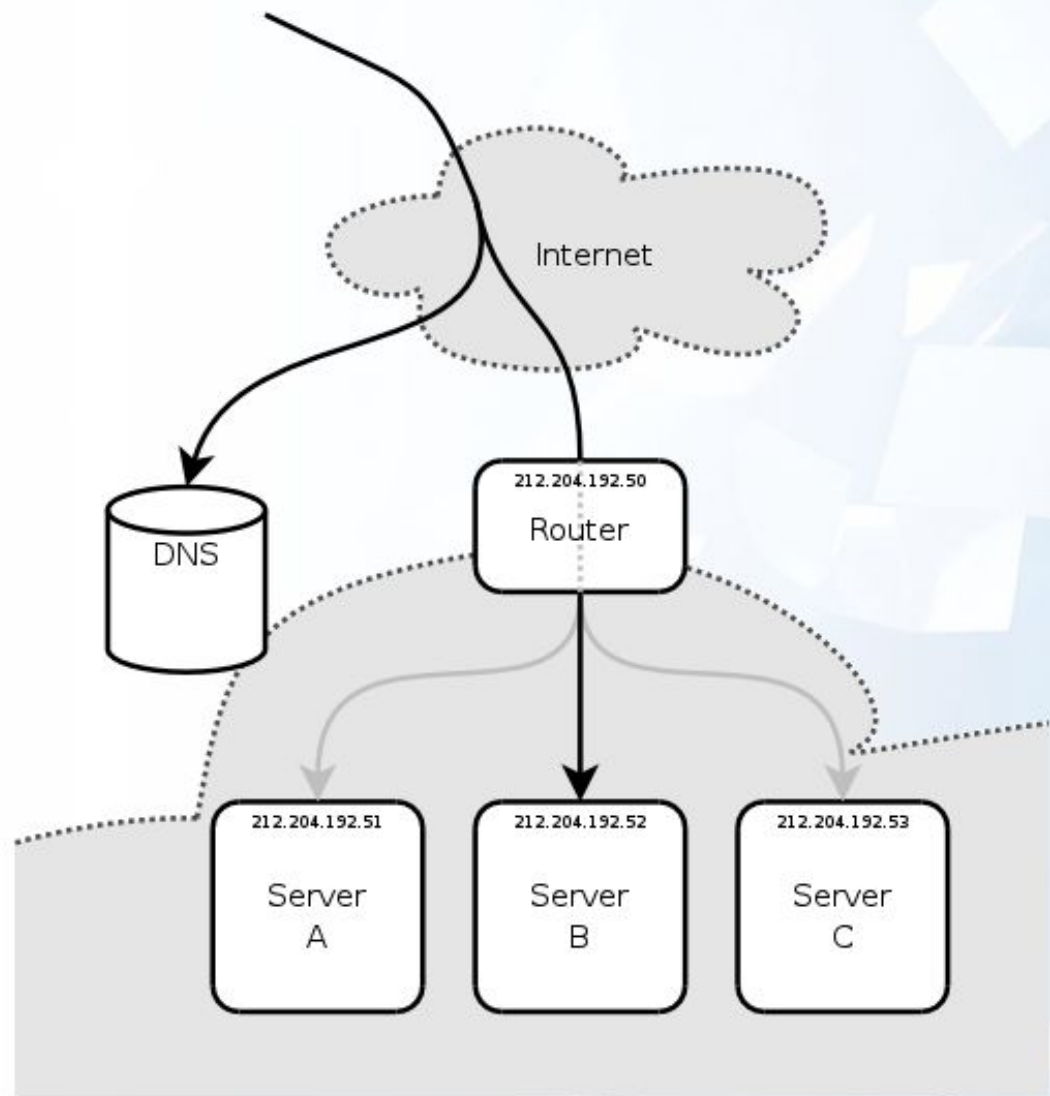 Internet
212.204.192.50
Router
DNS
212.204.192.51
Server
A
212.204.192.52
Server
B
212.204.192.53
Server
C